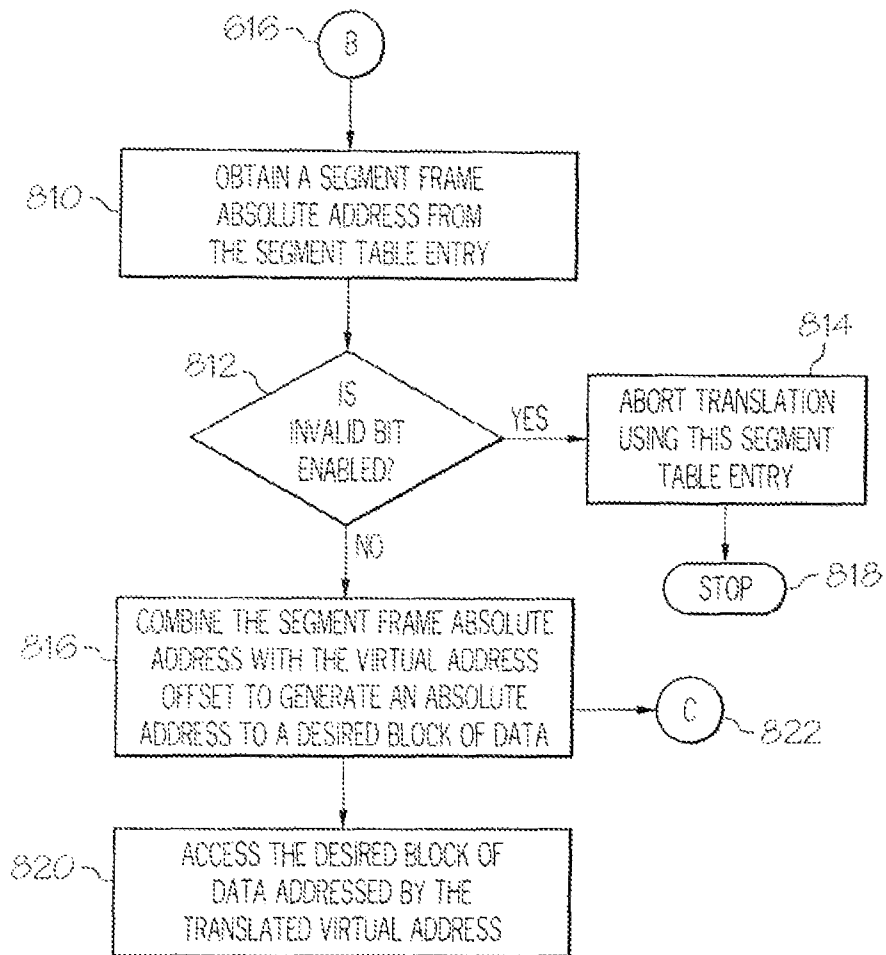 616
B
810
OBTAIN A SEGMENT FRAME
ABSOLUTE ADDRESS FROM
THE SEGMENT TABLE ENTRY
812
IS
INVALID BIT
ENABLED?
YES
814
ABORT TRANSLATION
USING THIS SEGMENT
TABLE ENTRY
NO
STOP
818
816
COMBINE THE SEGMENT FRAME ABSOLUTE
ADDRESS WITH THE VIRTUAL ADDRESS
OFFSET TO GENERATE AN ABSOLUTE
ADDRESS TO A DESIRED BLOCK OF DATA
C
822
820
ACCESS THE DESIRED BLOCK OF
DATA ADDRESSED BY THE
TRANSLATED VIRTUAL ADDRESS